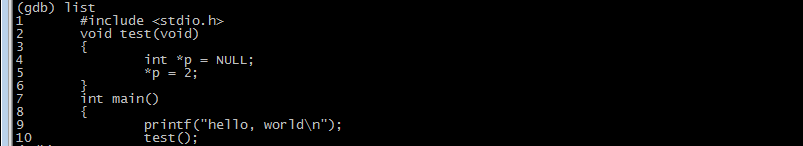 (gdb) list
1 #include <stdio.h>
2 void test(void)
3 {
4 int *p = NULL;
5 *p = 2;
6 }
7 int main()
8 {
9 printf("hello, world\n");
10 test();